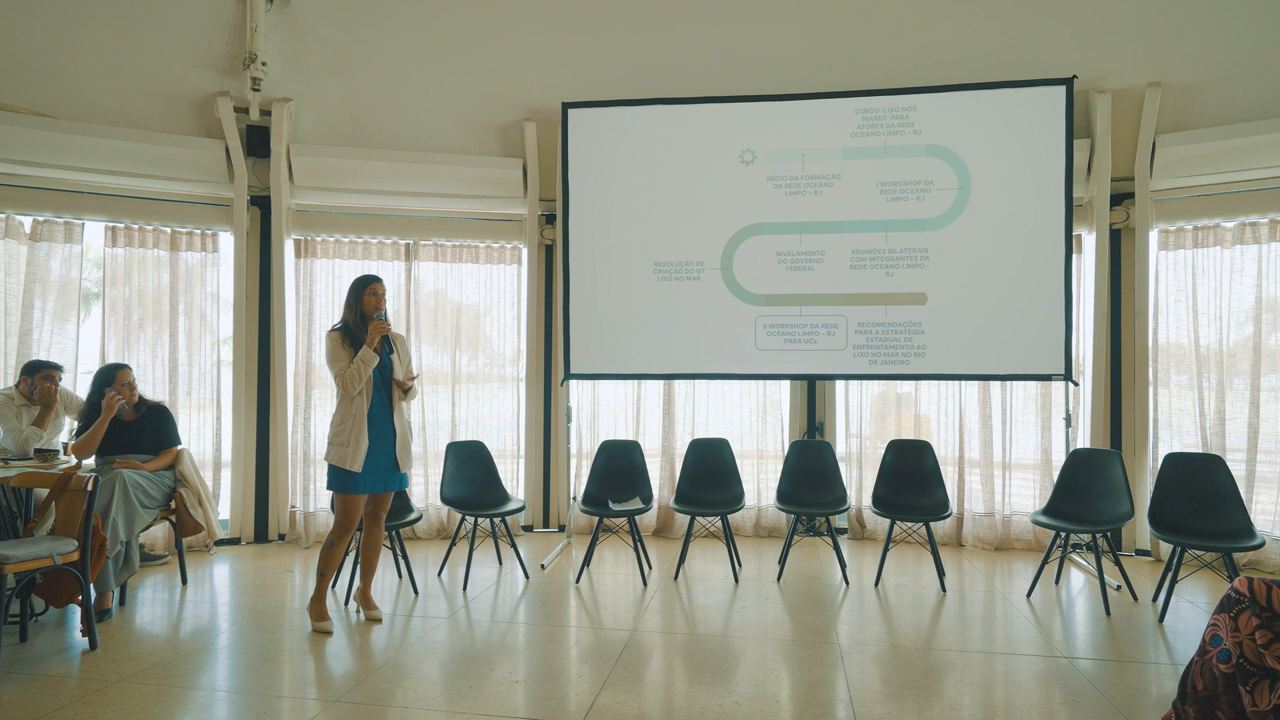 CURSO 'LIXO NOS
MARES' PARA
ATORES DA REDE
OCEANO LIMPO - RJ
INÍCIO DA FORMAÇÃO
DA REDE OCEANO
LIMPO - RJ
I WORKSHOP DA
REDE OCEANO
LIMPO - RJ
RESOLUÇÃO DE
CRIAÇÃO DO GT
LIXO NO MAR
NIVELAMENTO
DO GOVERNO
FEDERAL
REUNIÕES BILATERAIS
COM INTEGRANTES DA
REDE OCEANO LIMPO -
RJ
II WORKSHOP DA REDE
OCEANO LIMPO - RJ
PARA UCs
RECOMENDAÇÕES
PARA A ESTRATÉGIA
ESTADUAL DE
ENFRENTAMENTO AO
LIXO NO MAR NO RIO
DE JANEIRO